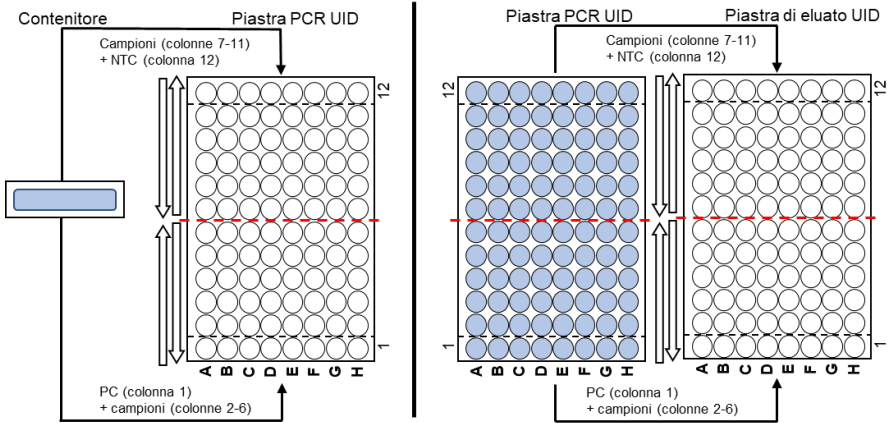 Contenitore
Piastra PCR UID
Campioni (colonne 7-11)
+ NTC (colonna 12)
12
1
A B C D E F G H
PC (colonna 1)
+ campioni (colonne 2-6)
Piastra PCR UID
Piastra di eluato UID
Campioni (colonne 7-11)
+ NTC (colonna 12)
12
12
1
1
A B C D E F G H
A B C D E F G H
PC (colonna 1)
+ campioni (colonne 2-6)